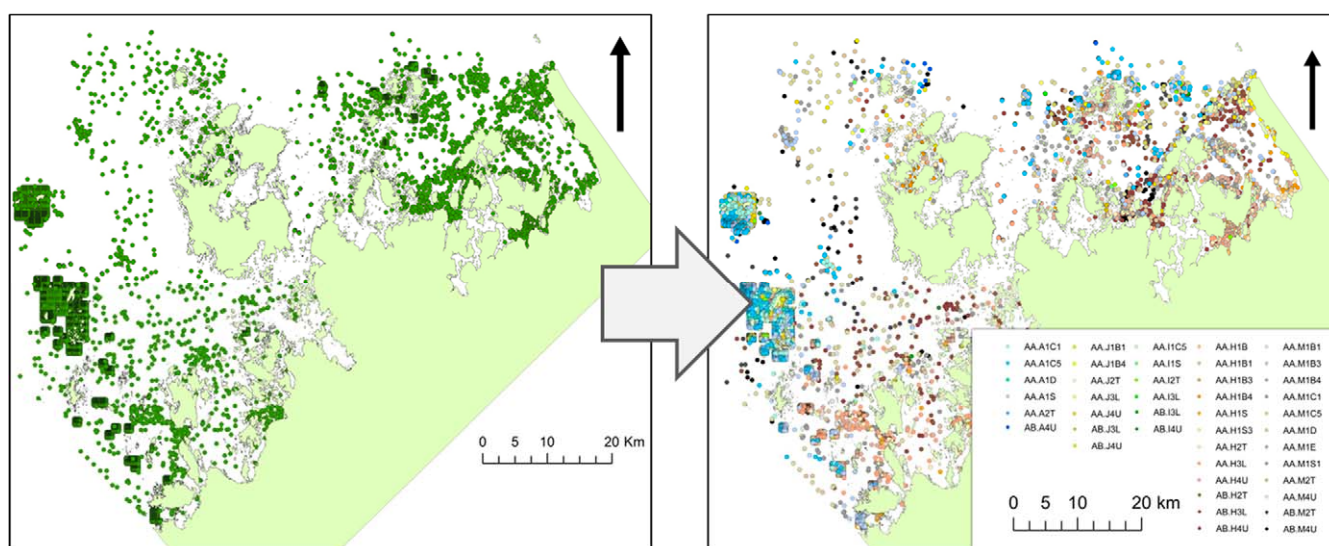 0 5 10 20 Km
AA.A1C1
AA.A1C5
AA.A1D
AA.A1S
AA.A2T
AB.A4U
AA.J1B1
AA.J1B4
AA.J2T
AA.J3L
AA.J4U
AB.J3L
AB.J4U
AA.I1C5
AA.I1S
AA.I2T
AA.I3L
AB.I3L
AB.I4U
AA.H1B
AA.H1B1
AA.H1B3
AA.H1B4
AA.H1S
AA.H1S3
AA.H2T
AA.H3L
AA.H4U
AB.H2T
AB.H3L
AB.H4U
AA.M1B1
AA.M1B3
AA.M1B4
AA.M1C1
AA.M1C5
AA.M1D
AA.M1E
AA.M1S1
AA.M2T
AA.M4U
AB.M2T
AB.M4U
0 5 10 20 km